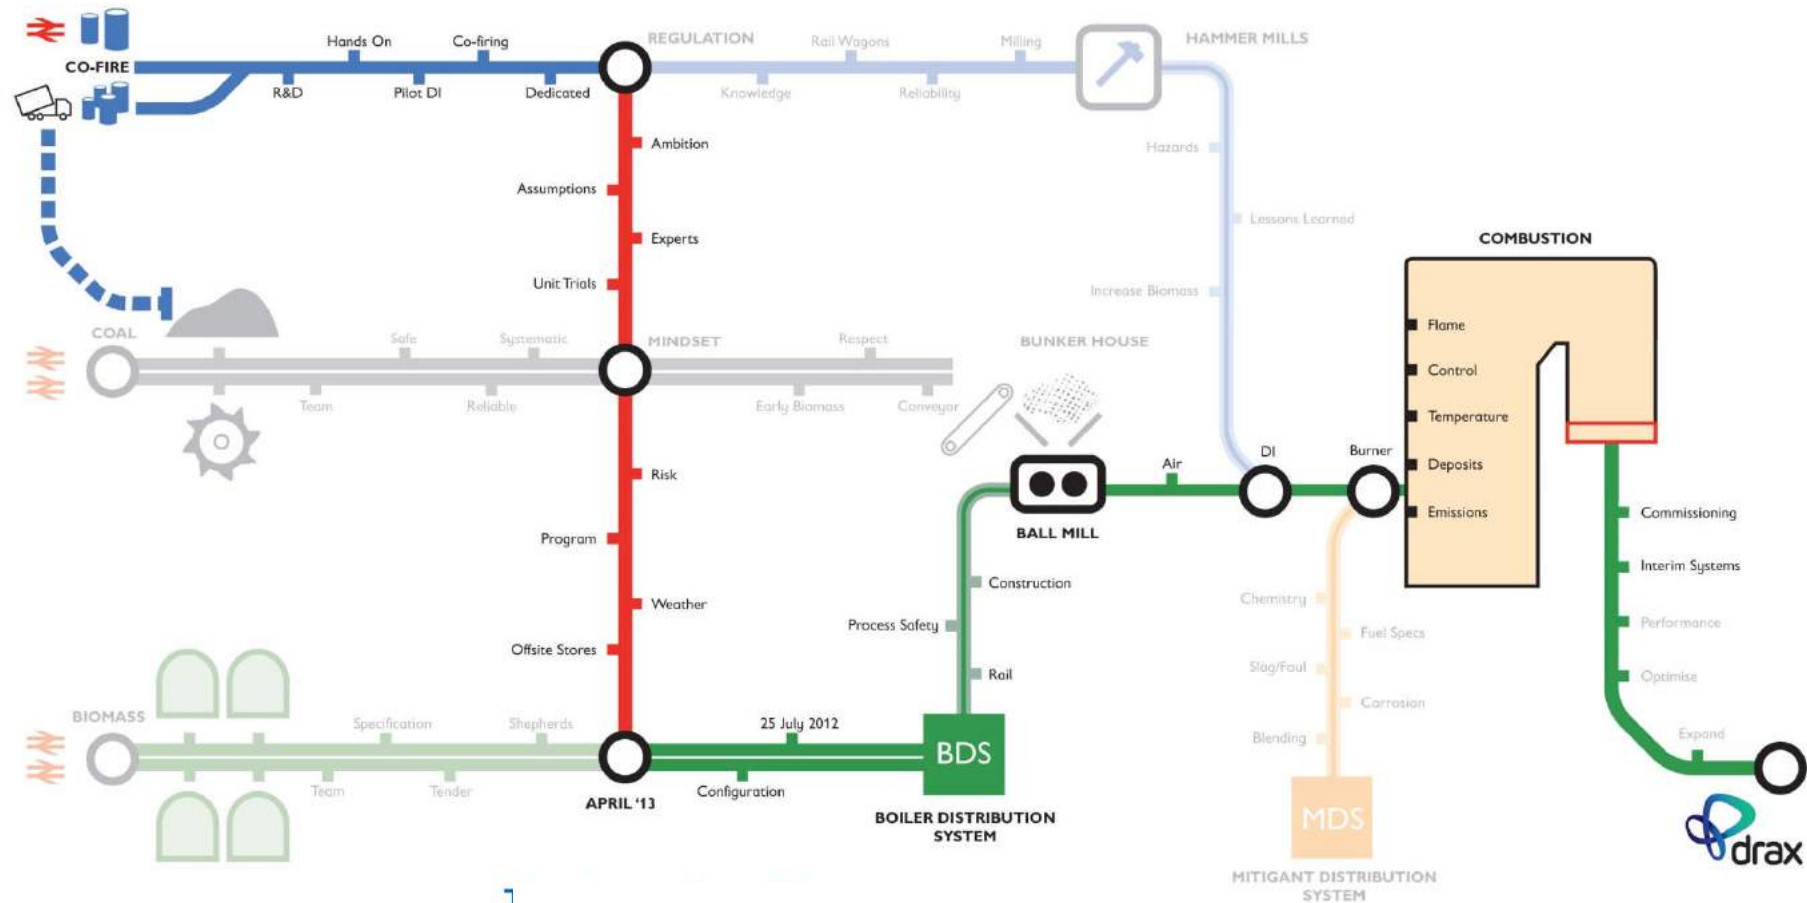 Hands On
Co-firing
REGULATION
Rail Wagons
Milling
HAMMER MILLS
CO-FIRE
R&D
Pilot DI
Dedicated
Knowledge
Reliability
Ambition
Hazards
Assumptions
Lessons Learned
Experts
COMBUSTION
Unit Trials
Increase Biomass
Flame
COAL
Safe
Systematic
MINDSET
Respect
BUNKER HOUSE
Control
Team
Reliable
Early Biomass
Conveyor
Temperature
Air
DI
Burner
Deposits
Risk
Emissions
Commissioning
BALL MILL
Program
Interim Systems
Construction
Weather
Chemistry
Process Safety
Fuel Specs
Performance
Offsite Stores
Rail
Slag/Foul
Optimise
Corrosion
BIOMASS
Specification
Shepherds
25 July 2012
Blending
Expand
BDS
Team
Tender
APRIL '13
Configuration
BOILER DISTRIBUTION
SYSTEM
MDS
drax
MITIGANT DISTRIBUTION
SYSTEM